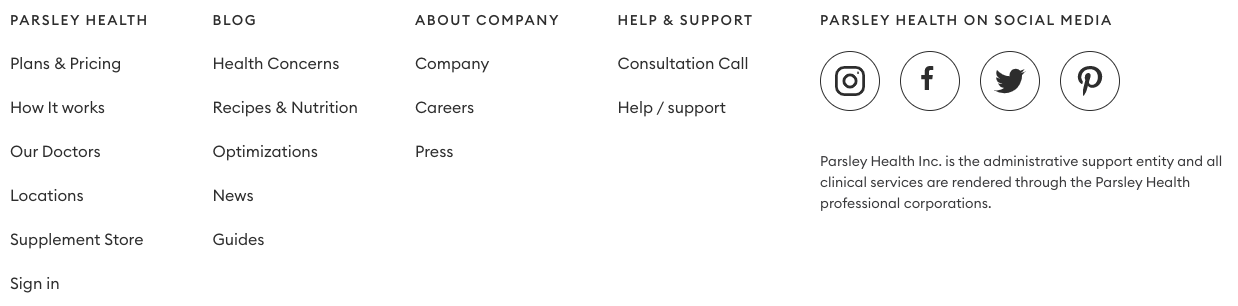 PARSLEY HEALTH
Plans & Pricing
How It works
Our Doctors
Locations
Supplement Store
Sign in
BLOG
Health Concerns
Recipes & Nutrition
Optimizations
News
Guides
ABOUT COMPANY
Company
Careers
Press
HELP & SUPPORT
Consultation Call
Help / support
PARSLEY HEALTH ON SOCIAL MEDIA
Parsley Health Inc. is the administrative support entity and all
clinical services are rendered through the Parsley Health
professional corporations.